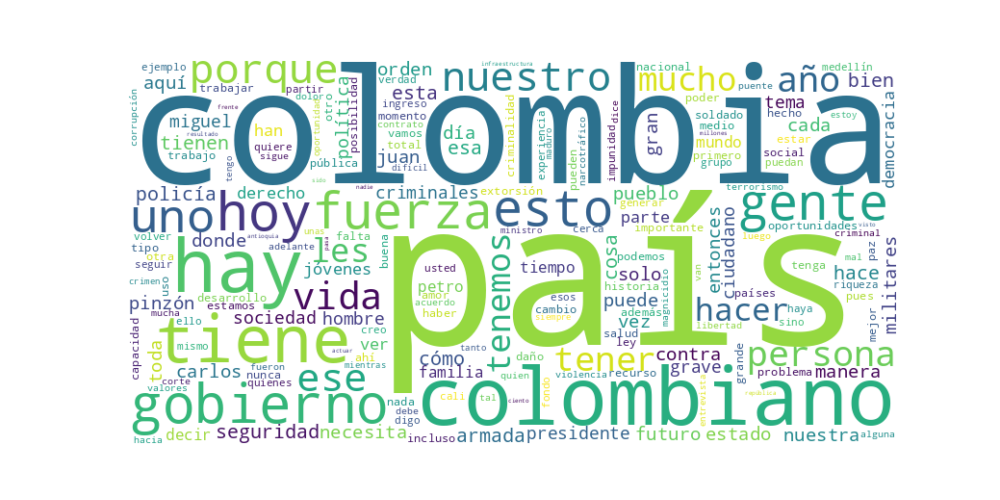 infraestructura
ejemplo
porque
orden
nuestro
mucho
nacional
medellín
aquí
trabajar
partir
verdad
esta
año
puente
bien
corrupción
frente
dolor
otro
política
posibilidad
ingreso
momento
poder
tema
hecho
estoy
colombia
miguel
han
oportunidad
contrato
vamos
día
esa
criminalidad
experiencia
maduro
narcotráfico
impunidad
dice
gran
soldado
medio
cada
millones
resultado
tienen
quiere
sigue
pública
total
juan
pueden
mundo
primero
estar
democracia
trabajo
tengo
difícil
grupo
social
puedan
sido
nadie
policía
derecho
criminales
extorsión
pueblo
terrorismo
generar
uno
hoy
fuerza
esto
gente
parte
importante
oportunidades
visto
criminal
volver
antioquia
unas
ministro
cerca
tipo
donde
adelante
falta
buena
les
tenemos
cosa
entonces
ciudadano
luego
paz
mal
militares
otra
seguir
hay
país
jóvenes
usted
tiempo
podemos
solo
van
tenga
hace
crimen
uso
desarrollo
petro
historia
países
riqueza
pinzón
estamos
vida
amor
acuerdo
haber
esos
cambio
además
puede
magnicidio
hacer
haya
pues
mucha
sociedad
hombre
siempre
salud
vez
libertad
sino
mejor
capacidad
ello
tiene
creo
ley
toda
mismo
ver
actuar
mientras
ahí
tanto
cómo
daño
tener
contra
grande
persona
carlos
fueron
familia
quien
violencia
recurso
grave
problema
manera
valores
corte
quienes
ese
nada
cali
tal
fondo
entrevista
república
gobierno
debe
digo
ciento
colombiano
hacia
decir
seguridad
necesita
incluso
armada
presidente
futuro
estado
nuestra
alguna